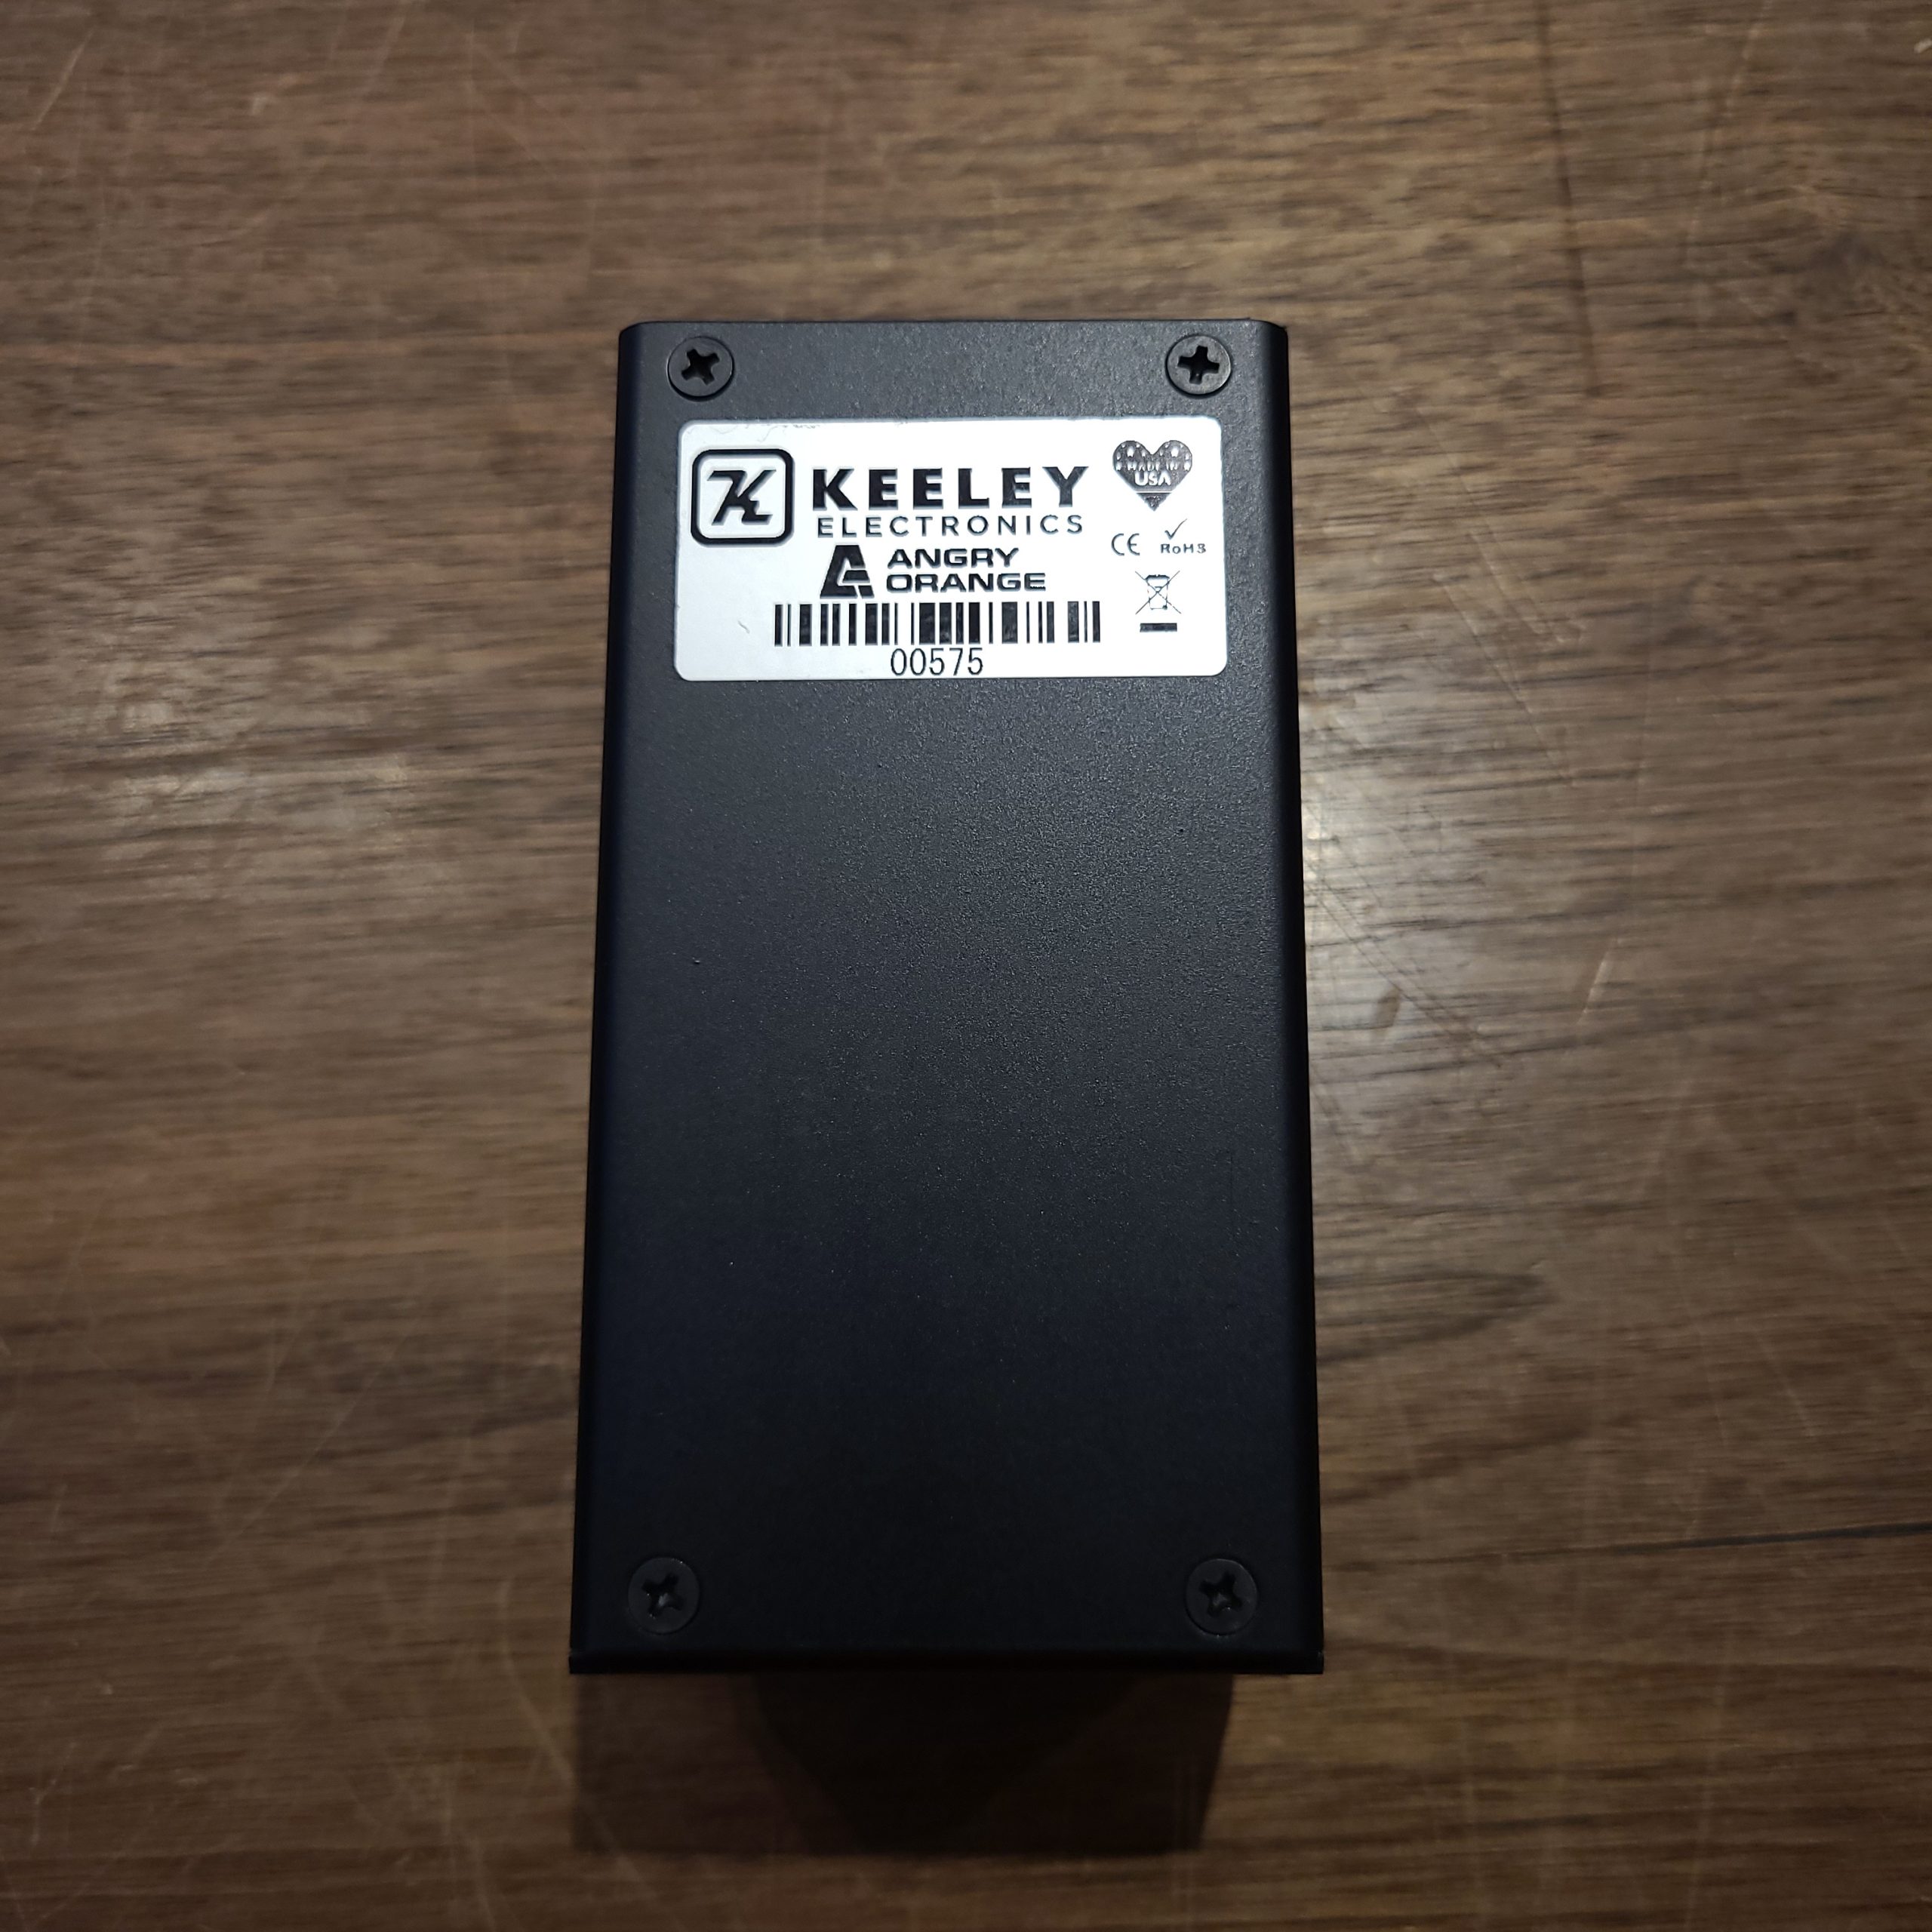 K
KEELEY
ELECTRONICS
MADE IN
USA
A ANGRY
ORANGE
CE RoHS
00575